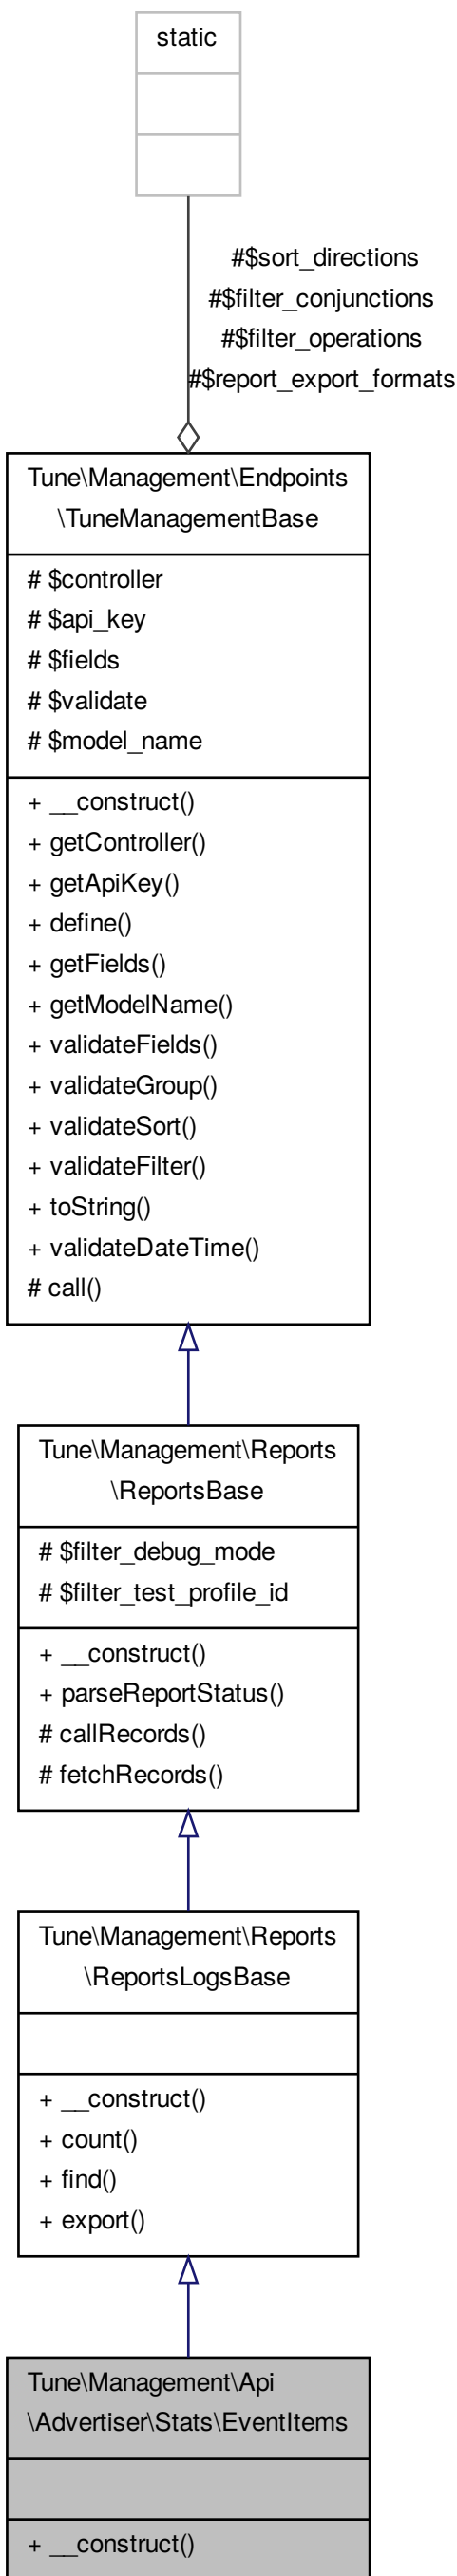 static
#$sort_directions
#$filter_conjunctions
#$filter_operations
#$report_export_formats
Tune\Management\Endpoints
\TuneManagementBase
# $controller
# $api_key
# $fields
# $validate
# $model_name
+ __construct()
+ getController()
+ getApiKey()
+ define()
+ getFields()
+ getModelName()
+ validateFields()
+ validateGroup()
+ validateSort()
+ validateFilter()
+ toString()
+ validateDateTime()
# call()
Tune\Management\Reports
\ReportsBase
# $filter_debug_mode
# $filter_test_profile_id
+ __construct()
+ parseReportStatus()
# callRecords()
# fetchRecords()
Tune\Management\Reports
\ReportsLogsBase
+ __construct()
+ count()
+ find()
+ export()
Tune\Management\Api
\Advertiser\Stats\EventItems
+ __construct()